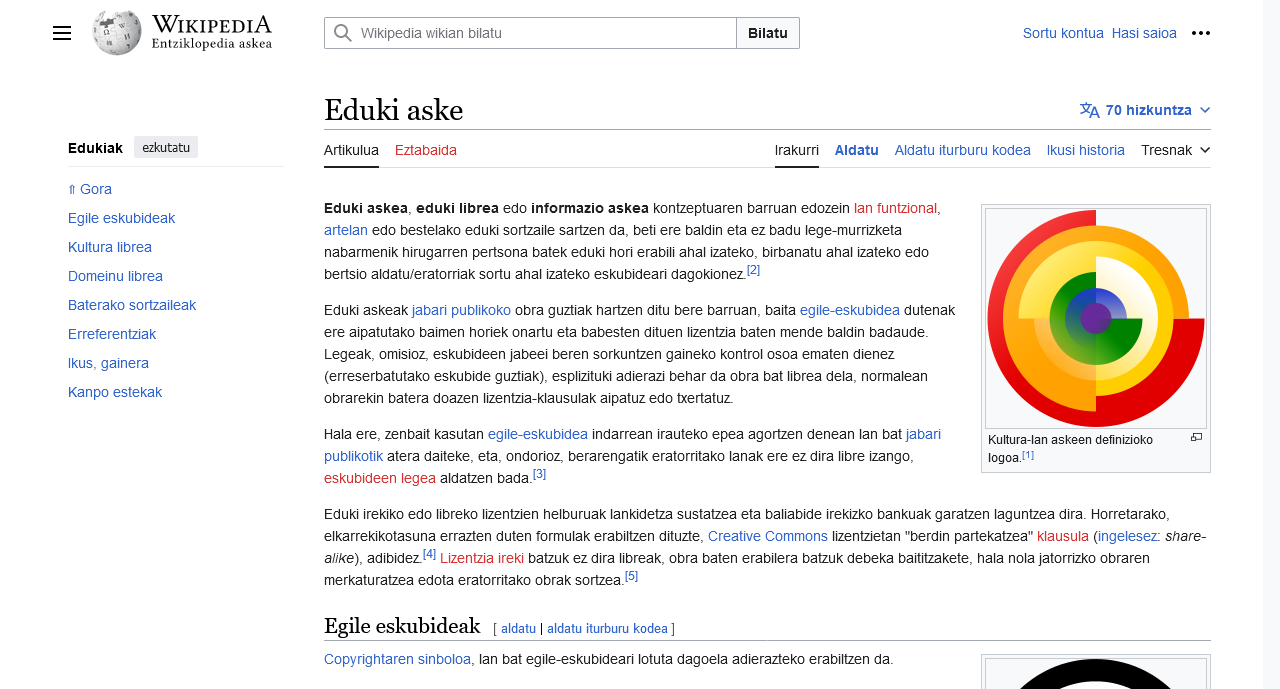 WIKIPEDIA
Entziklopedia askea
Wikipedia wikian bilatu
Bilatu
Sortu kontua Hasi saioa
Edukiak ezkutatu
⇑ Gora
Egile eskubideak
Kultura librea
Domeinu librea
Baterako sortzaileak
Erreferentziak
Ikus, gainera
Kanpo estekak
Eduki aske
70 hizkuntza
Artikulua Eztabaida Irakurri Aldatu Aldatu iturburu kodea Ikusi historia Tresnak
Eduki askea, eduki librea edo informazio askea kontzeptuaren barruan edozein lan funtzional,
artelan edo bestelako eduki sortzaile sartzen da, beti ere baldin eta ez badu lege-murrizketa
nabarmenik hirugarren pertsona batek eduki hori erabili ahal izateko, birbanatu ahal izateko edo
bertsio aldatu/eratorriak sortu ahal izateko eskubideari dagokionez.[2]
Eduki askeak jabari publikoko obra guztiak hartzen ditu bere barruan, baita egile-eskubidea dutenak
ere aipatutako baimen horiek onartu eta babesten dituen lizentzia baten mende baldin badaude.
Legeak, omisioz, eskubideen jabeei beren sorkuntzen gaineko kontrol osoa ematen dienez
(erreserbatutako eskubide guztiak), esplizituki adierazi behar da obra bat librea dela, normalean
obrarekin batera doazen lizentzia-klausulak aipatuz edo txertatuz.
Hala ere, zenbait kasutan egile-eskubidea indarrean irauteko epea agortzen denean lan bat jabari
publikotik atera daiteke, eta, ondorioz, berarengatik eratorritako lanak ere ez dira libre izango,
eskubideen legea aldatzen bada.[3]
Kultura-lan askeen definizioko
logoa.[1]
Eduki irekiko edo libreko lizentzien helburuak lankidetza sustatzea eta baliabide irekizko bankuak garatzen laguntzea dira. Horretarako,
elkarrekikotasuna errazten duten formulak erabiltzen dituzte, Creative Commons lizentzietan "berdin partekatzea" klausula (ingelesez: share-
alike), adibidez.[4] Lizentzia ireki batzuk ez dira libreak, obra baten erabilera batzuk debeka baititzakete, hala nola jatorrizko obraren
merkaturatzea edota eratorritako obrak sortzea.[5]
Egile eskubideak [ aldatu | aldatu iturburu kodea ]
Copyrightaren sinboloa, lan bat egile-eskubideari lotuta dagoela adierazteko erabiltzen da.